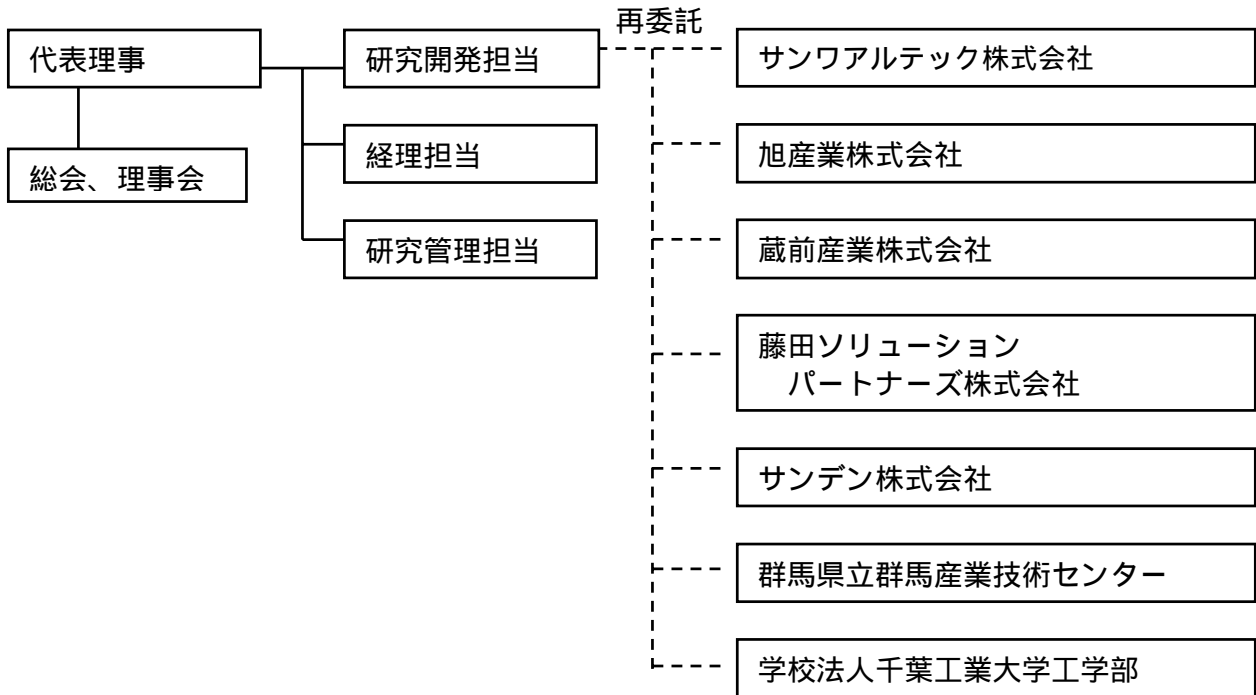 再委託
代表理事
総会、理事会
研究開発担当
経理担当
研究管理担当
サンワアルテック株式会社
旭産業株式会社
蔵前産業株式会社
藤田ソリューション
パートナーズ株式会社
サンデン株式会社
群馬県立群馬産業技術センター
学校法人千葉工業大学工学部